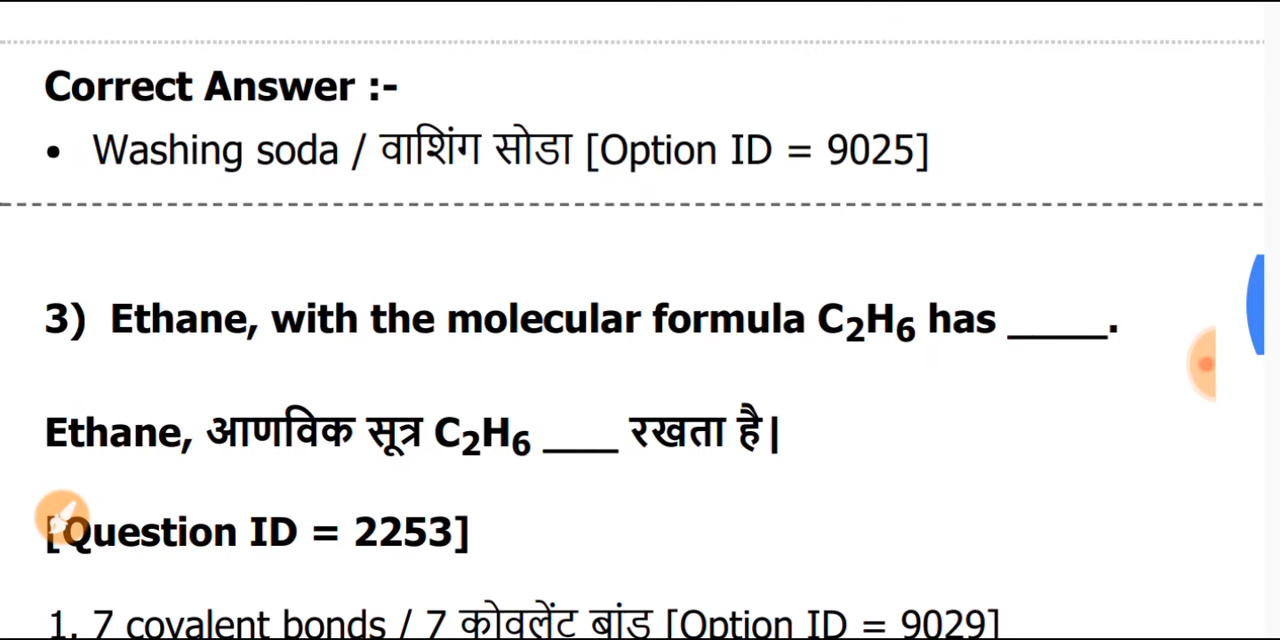 Correct Answer :-
• Washing soda / वाशिंग सोडा [Option ID = 9025]
3) Ethane, with the molecular formula C₂H₆ has _____.
Ethane, आणविक सूत्र C₂H₆ ____ रखता है|
[Question ID = 2253]
1. 7 covalent bonds / 7 कोवलेंट बांड [Option ID = 9029]